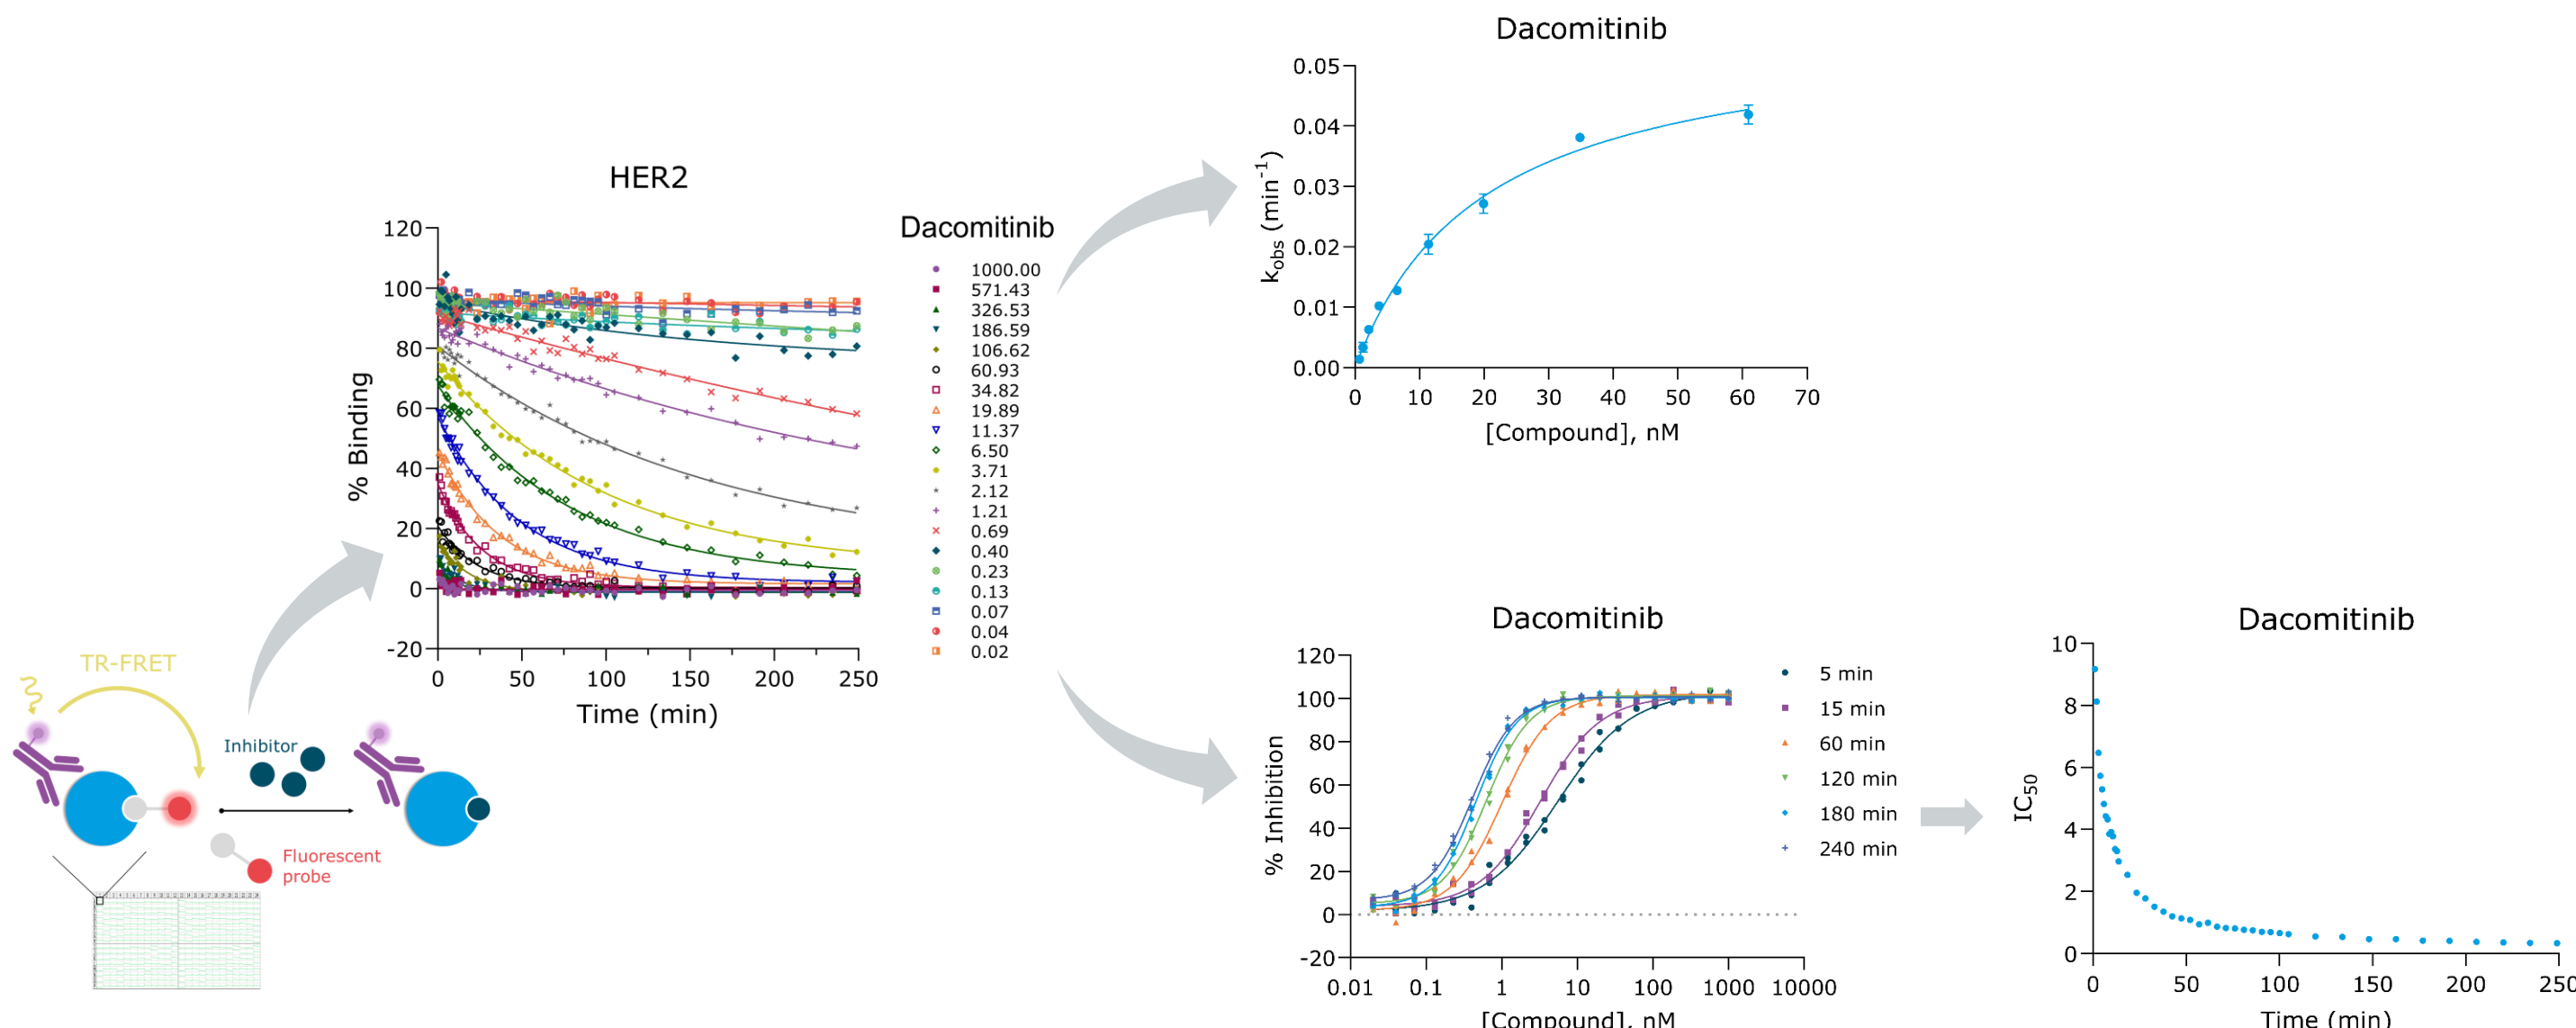 TR-FRET
Inhibitor
Fluorescent
probe
HER2
% Binding
120
100
80
60
40
20
0
-20
0 50 100 150 200 250
Time (min)
Dacomitinib
1000.00
571.43
326.53
186.59
106.62
60.93
34.82
19.89
11.37
6.50
3.71
2.12
1.21
0.69
0.40
0.23
0.13
0.07
0.04
0.02
Dacomitinib
kobs (min-1)
0.05
0.04
0.03
0.02
0.01
0.00
0 10 20 30 40 50 60 70
[Compound], nM
Dacomitinib
% Inhibition
120
100
80
60
40
20
0
-20
0.01 0.1 1 10 100 1000 10000
[Compound], nM
5 min
15 min
60 min
120 min
180 min
240 min
Dacomitinib
IC50
10
8
6
4
2
0
0 50 100 150 200 250
Time (min)